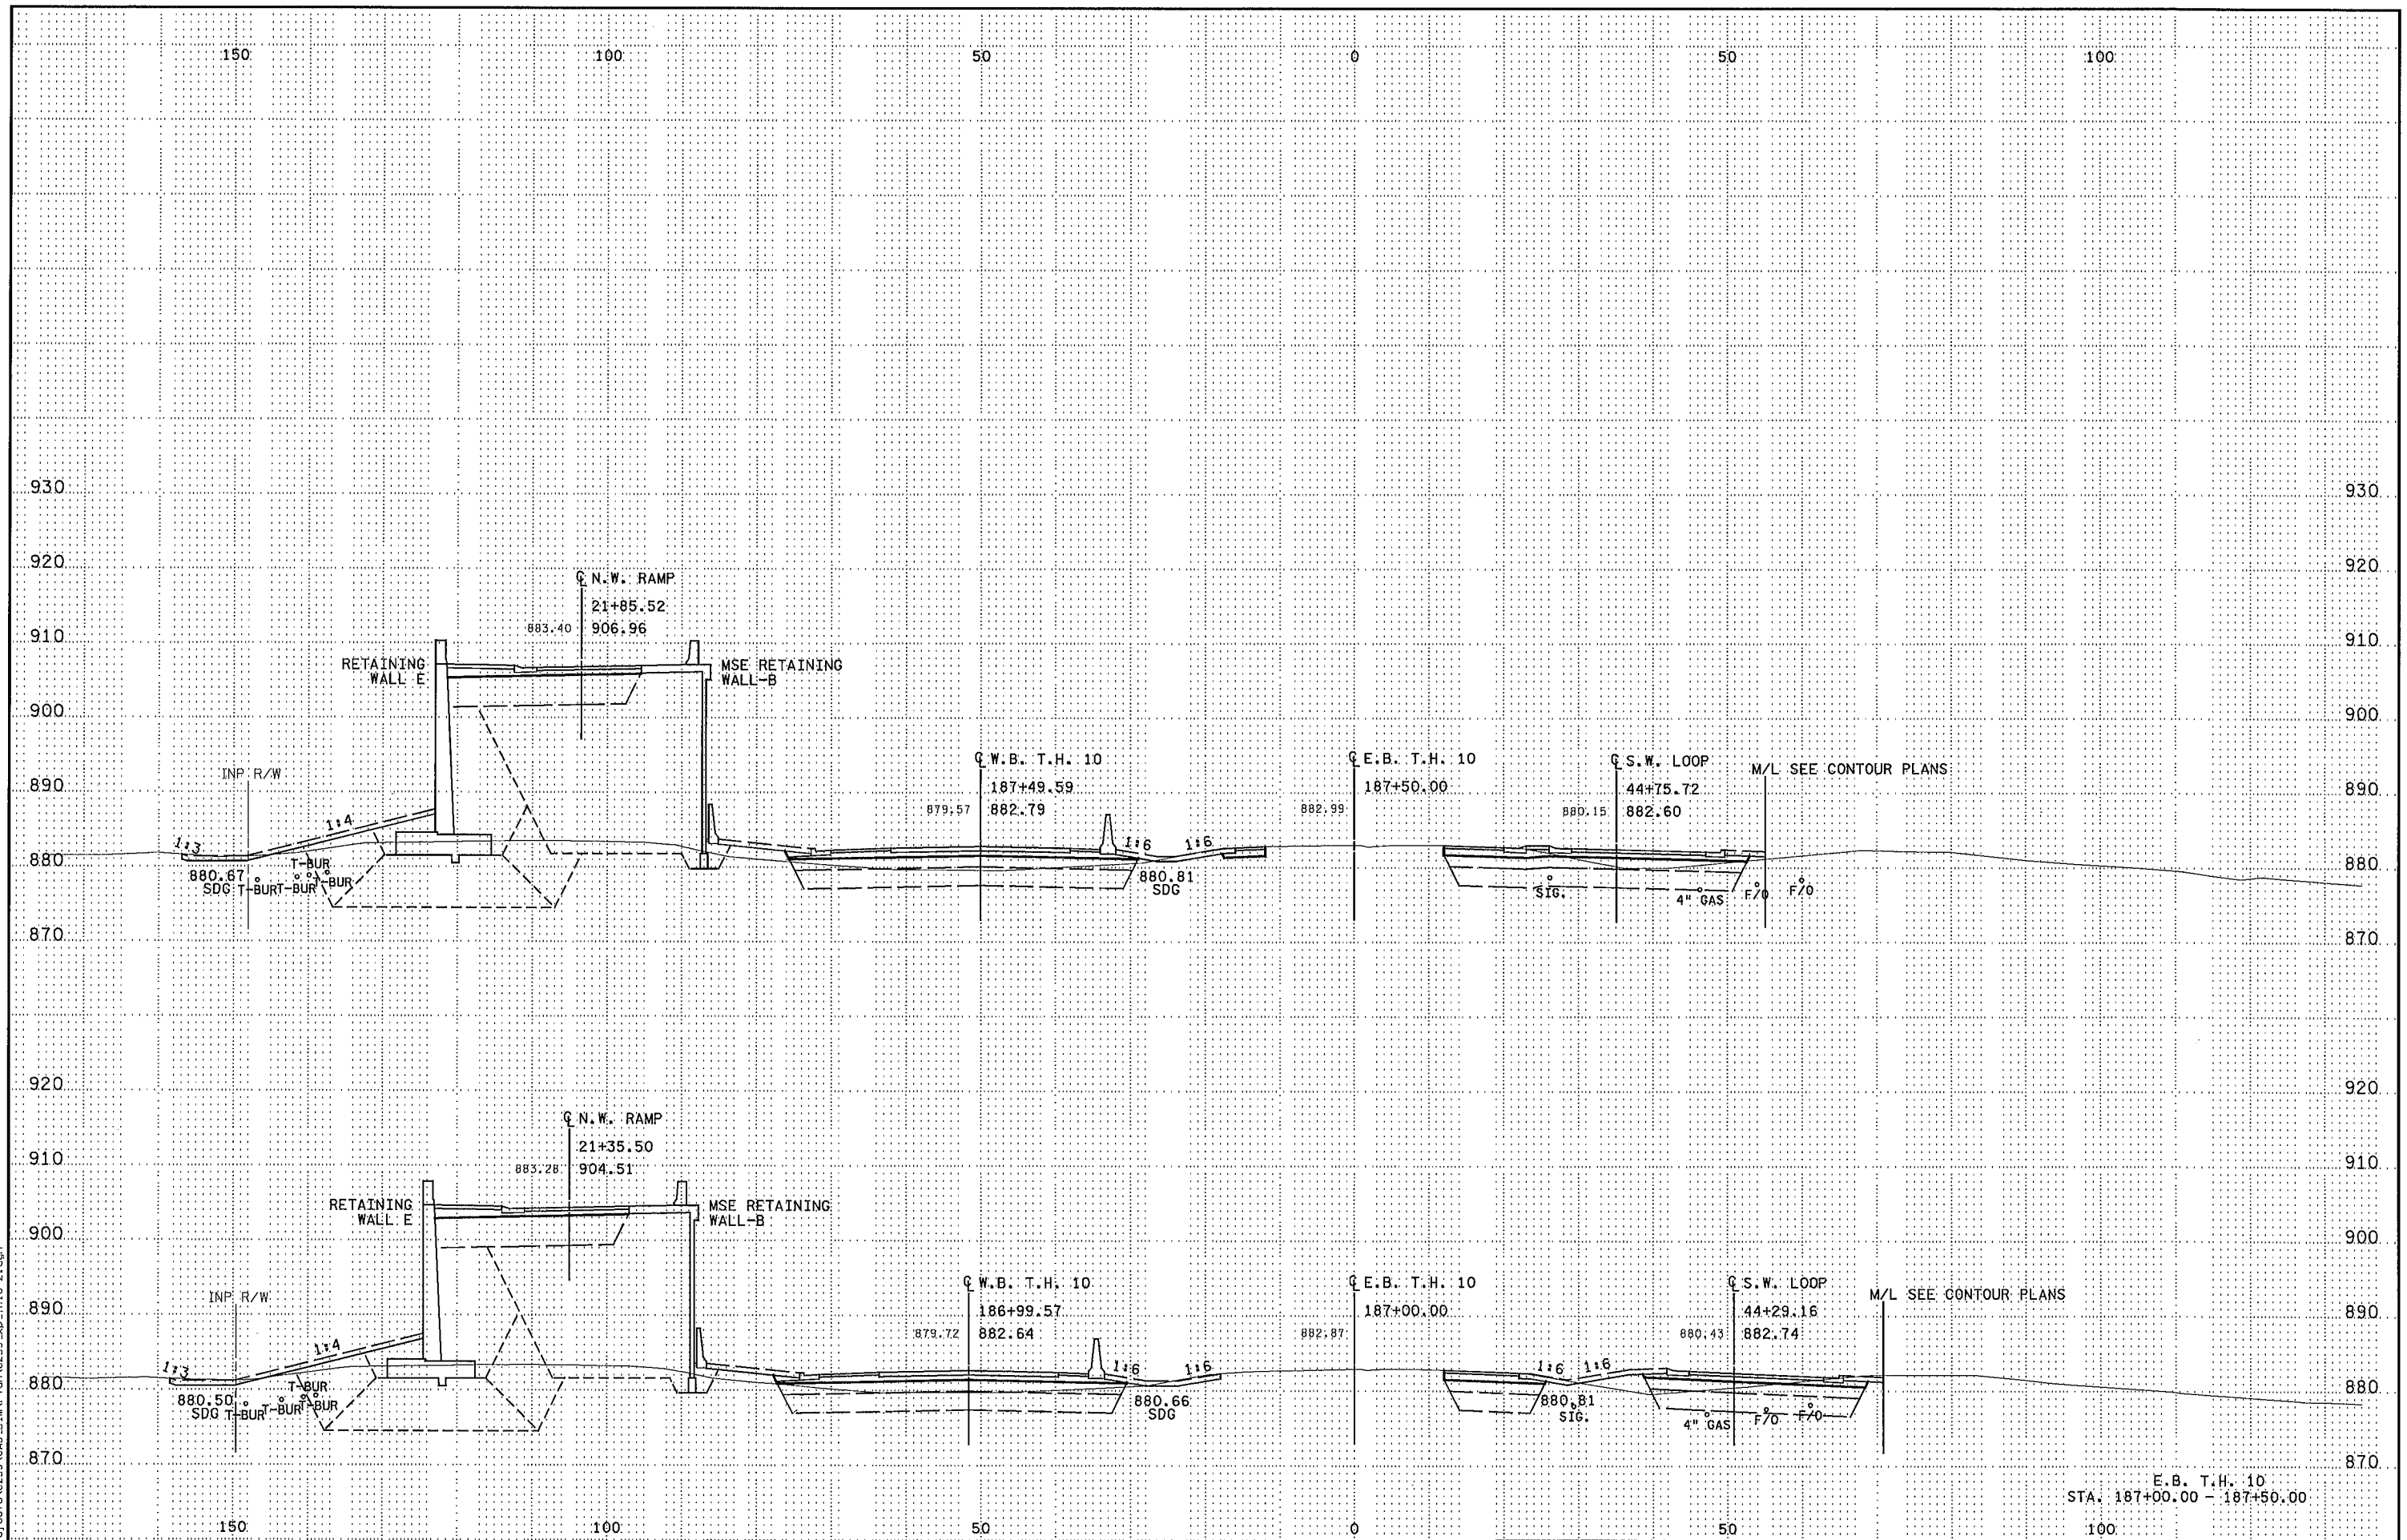 150 100 50 0 50 100
930 930
920 920
℄ N.W. RAMP
21+85.52
883.40 906.96
910 910
RETAINING WALL E
MSE RETAINING WALL-B
900 900
℄ W.B. T.H. 10
187+49.59
879.57 882.79
℄ E.B. T.H. 10
187+50.00
882.99
℄ S.W. LOOP
44+75.72
880.15 882.60
M/L SEE CONTOUR PLANS
INP R/W
890 890
1:3 1:4 1:6 1:6
880 880
880.67
SDG T-BUR T-BUR T-BUR T-BUR
880.81
SDG
SIG. 4" GAS F/O F/O
870 870
920 920
℄ N.W. RAMP
21+35.50
883.28 904.51
910 910
RETAINING WALL E
MSE RETAINING WALL-B
900 900
℄ W.B. T.H. 10
186+99.57
879.72 882.64
℄ E.B. T.H. 10
187+00.00
882.87
℄ S.W. LOOP
44+29.16
880.43 882.74
M/L SEE CONTOUR PLANS
INP R/W
890 890
1:3 1:4 1:6 1:6 1:6 1:6
880 880
880.50
SDG T-BUR T-BUR T-BUR T-BUR
880.66
SDG
880.81
SIG. 4" GAS F/O F/O
870 870
E.B. T.H. 10
STA. 187+00.00 - 187+50.00
150 100 50 0 50 100